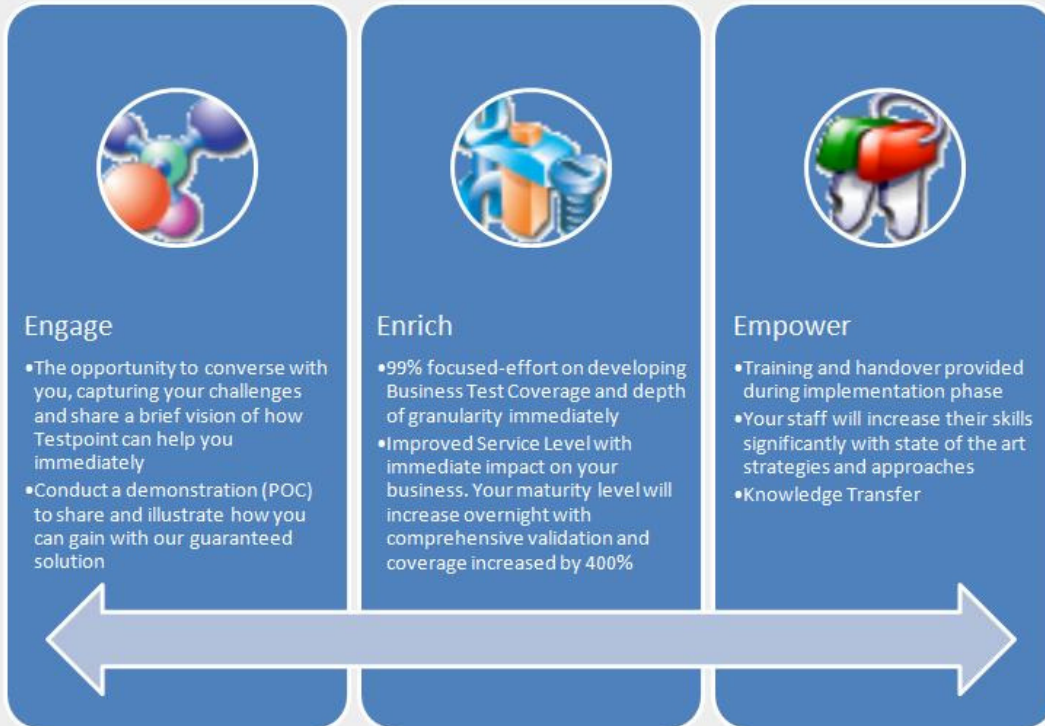 Engage
•The opportunity to converse with
you, capturing your challenges
and share a brief vision of how
Testpoint can help you
immediately
•Conduct a demonstration (POC)
to share and illustrate how you
can gain with our guaranteed
solution
Enrich
•99% focused-effort on developing
Business Test Coverage and depth
of granularity immediately
•Improved Service Level with
immediate impact on your
business. Your maturity level will
increase overnight with
comprehensive validation and
coverage increased by 400%
Empower
•Training and handover provided
during implementation phase
•Your staff will increase their skills
significantly with state of the art
strategies and approaches
•Knowledge Transfer